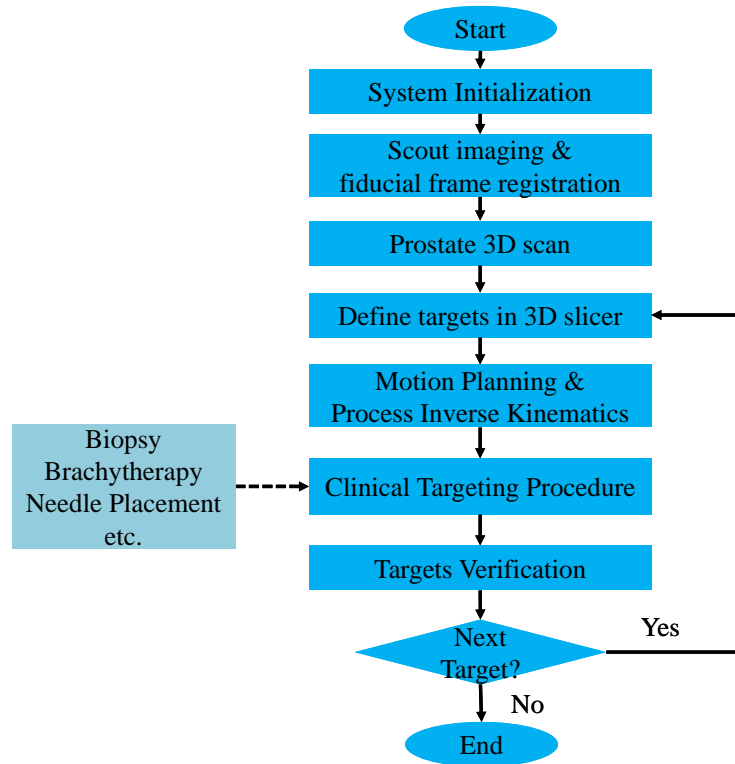 Start
System Initialization
Scout imaging &
fiducial frame registration
Prostate 3D scan
Define targets in 3D slicer
Motion Planning &
Process Inverse Kinematics
Biopsy
Brachytherapy
Needle Placement
etc.
Clinical Targeting Procedure
Targets Verification
Next
Target?
Yes
No
End